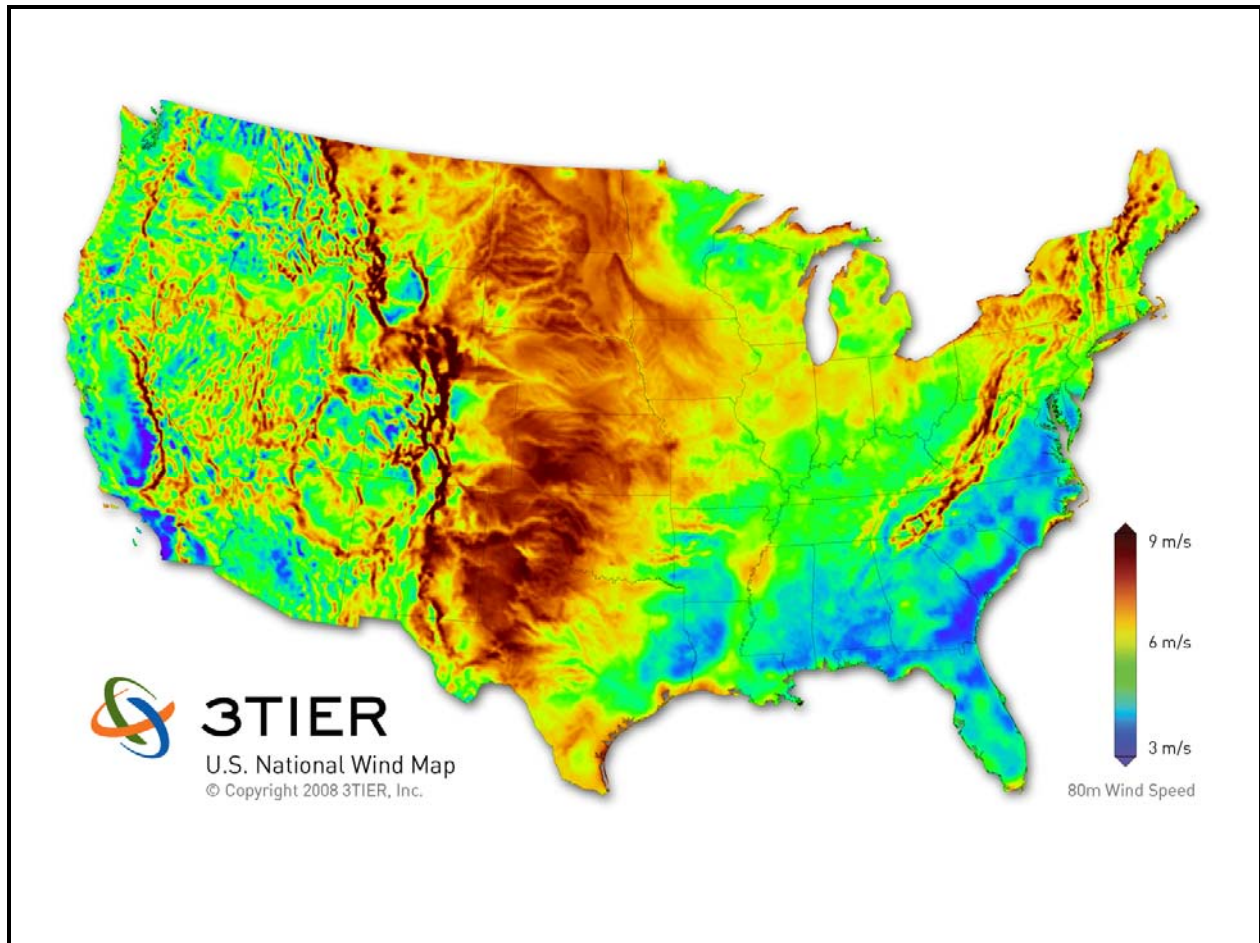 3TIER
U.S. National Wind Map
© Copyright 2008 3TIER, Inc.
9 m/s
6 m/s
3 m/s
80m Wind Speed